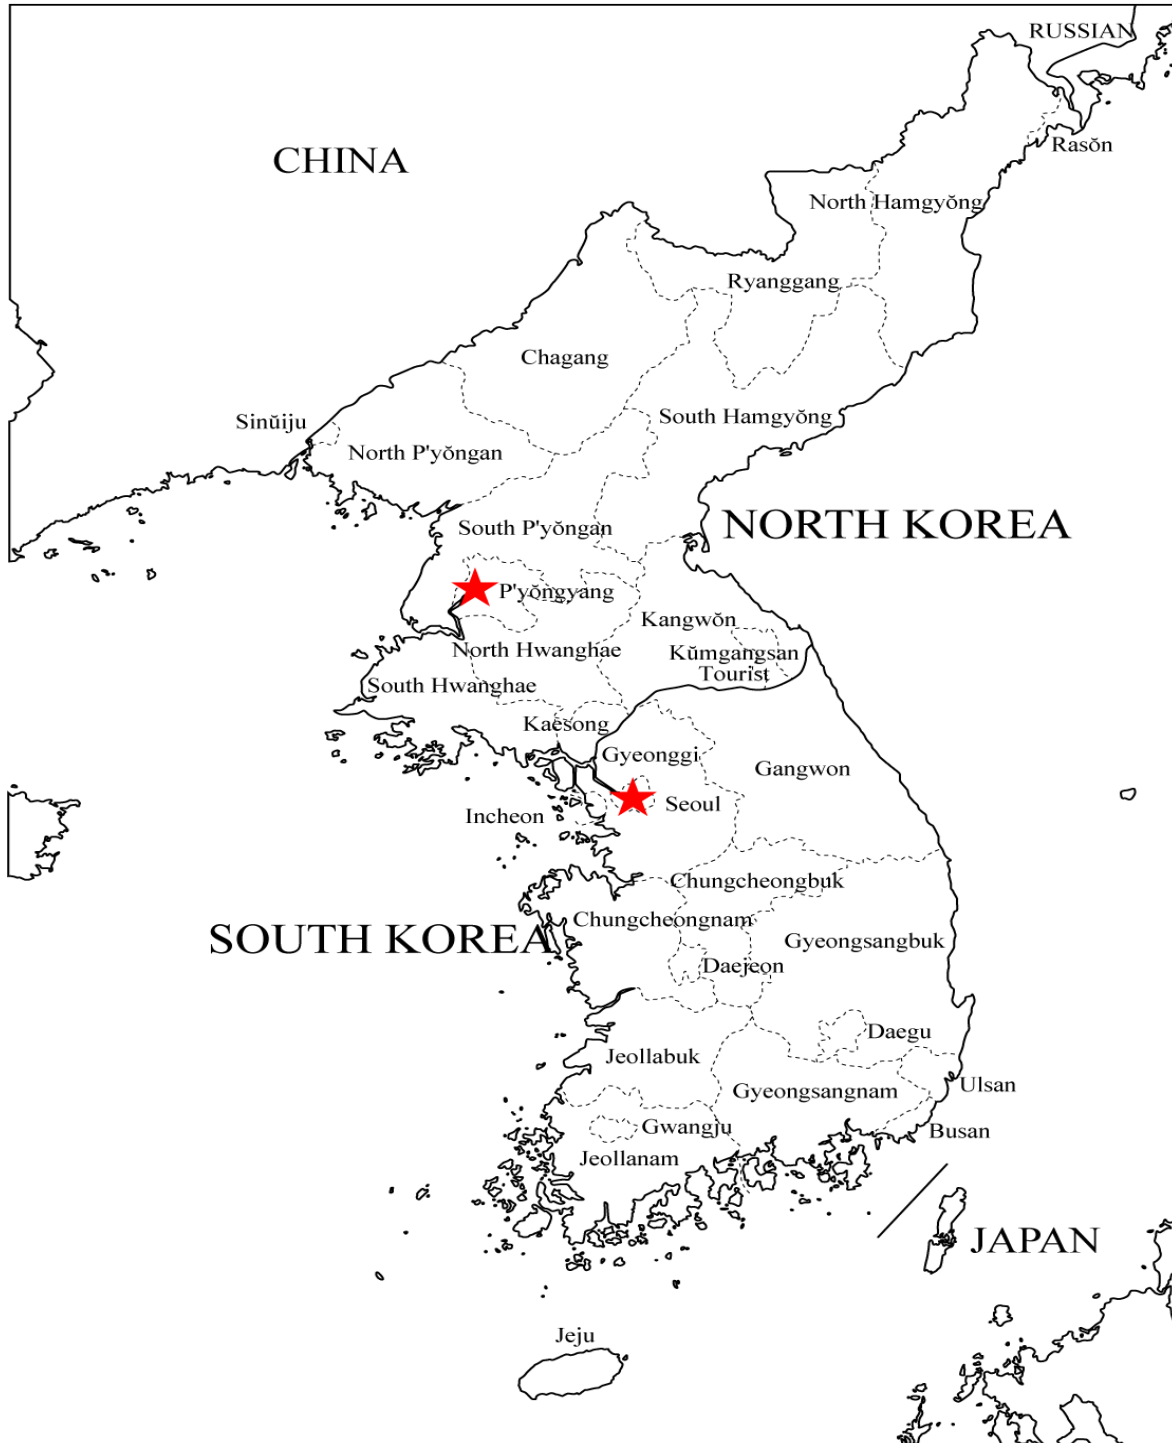 RUSSIAN
Rasŏn
CHINA
North Hamgyŏng
Ryanggang
Chagang
Sinŭiju
South Hamgyŏng
North P'yŏngan
South P'yŏngan
NORTH KOREA
P'yŏngyang
Kangwŏn
North Hwanghae
Kŭmgangsan
Tourist
South Hwanghae
Kaesong
Gyeonggi
Gangwon
Seoul
Incheon
Chungcheongbuk
Chungcheongnam
SOUTH KOREA
Gyeongsangbuk
Daejeon
Daegu
Jeollabuk
Ulsan
Gyeongsangnam
Gwangju
Busan
Jeollanam
JAPAN
Jeju